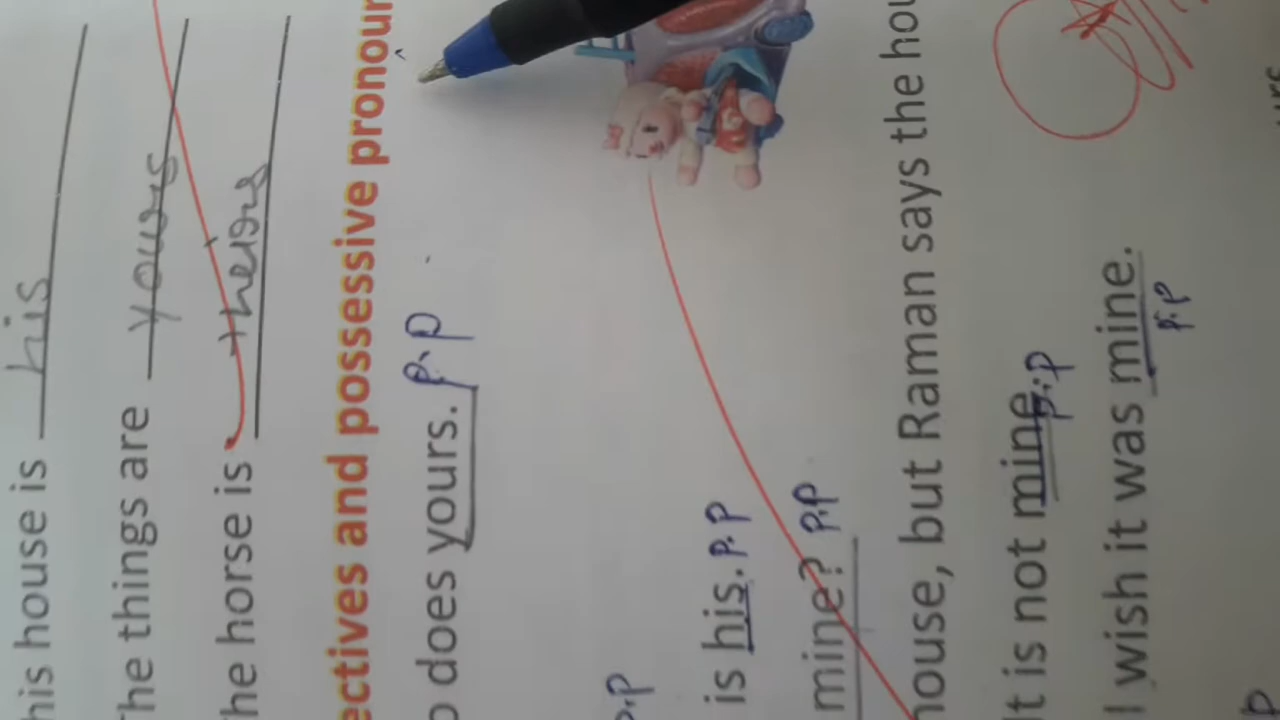 his house is his
The things are yours
The horse is theirs
ectives and possessive pronoun
o does yours. p.p
p.p
is his. p.p
mine? p.p
house, but Raman says the hou
It is not mine. p.p
I wish it was mine.
p.p
p